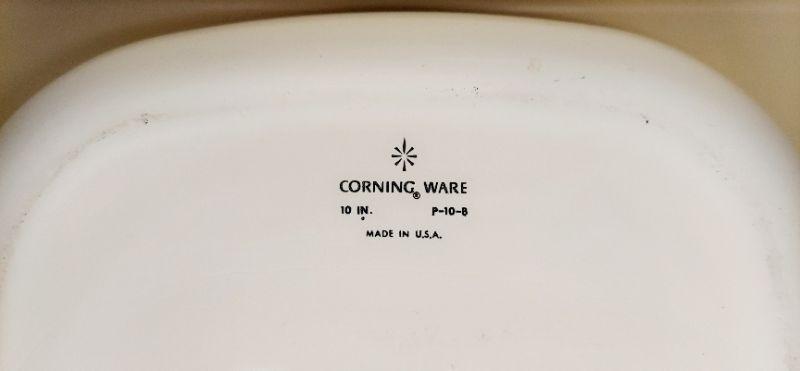 CORNING® WARE
10 IN. P-10-B
MADE IN U.S.A.